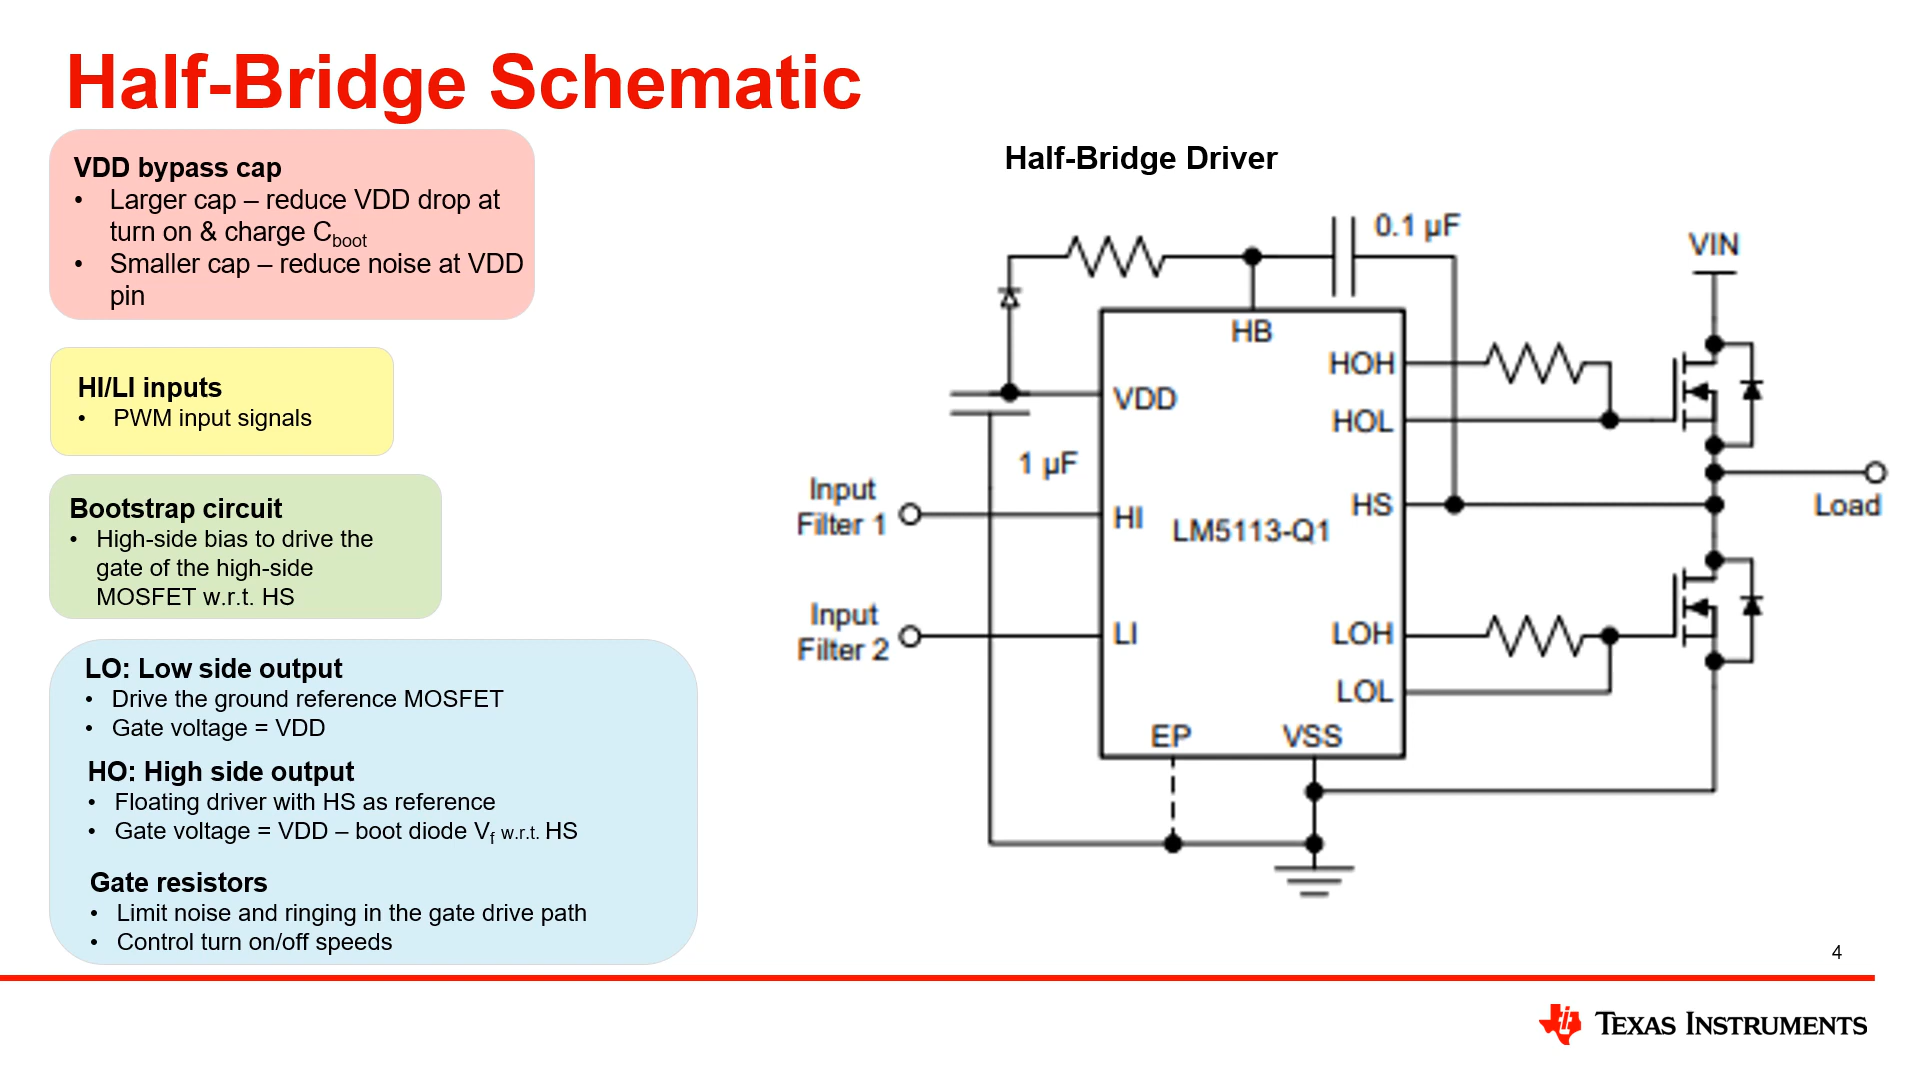 Half-Bridge Schematic
VDD bypass cap
• Larger cap – reduce VDD drop at
turn on & charge Cboot
• Smaller cap – reduce noise at VDD
pin
HI/LI inputs
• PWM input signals
Bootstrap circuit
• High-side bias to drive the
gate of the high-side
MOSFET w.r.t. HS
LO: Low side output
• Drive the ground reference MOSFET
• Gate voltage = VDD
HO: High side output
• Floating driver with HS as reference
• Gate voltage = VDD – boot diode Vf w.r.t. HS
Gate resistors
• Limit noise and ringing in the gate drive path
• Control turn on/off speeds
Half-Bridge Driver
0.1 µF
VIN
HB
HOH
VDD
HOL
1 µF
Input
Filter 1
HI
LM5113-Q1
HS
Load
Input
Filter 2
LI
LOH
LOL
EP
VSS
4
TEXAS INSTRUMENTS